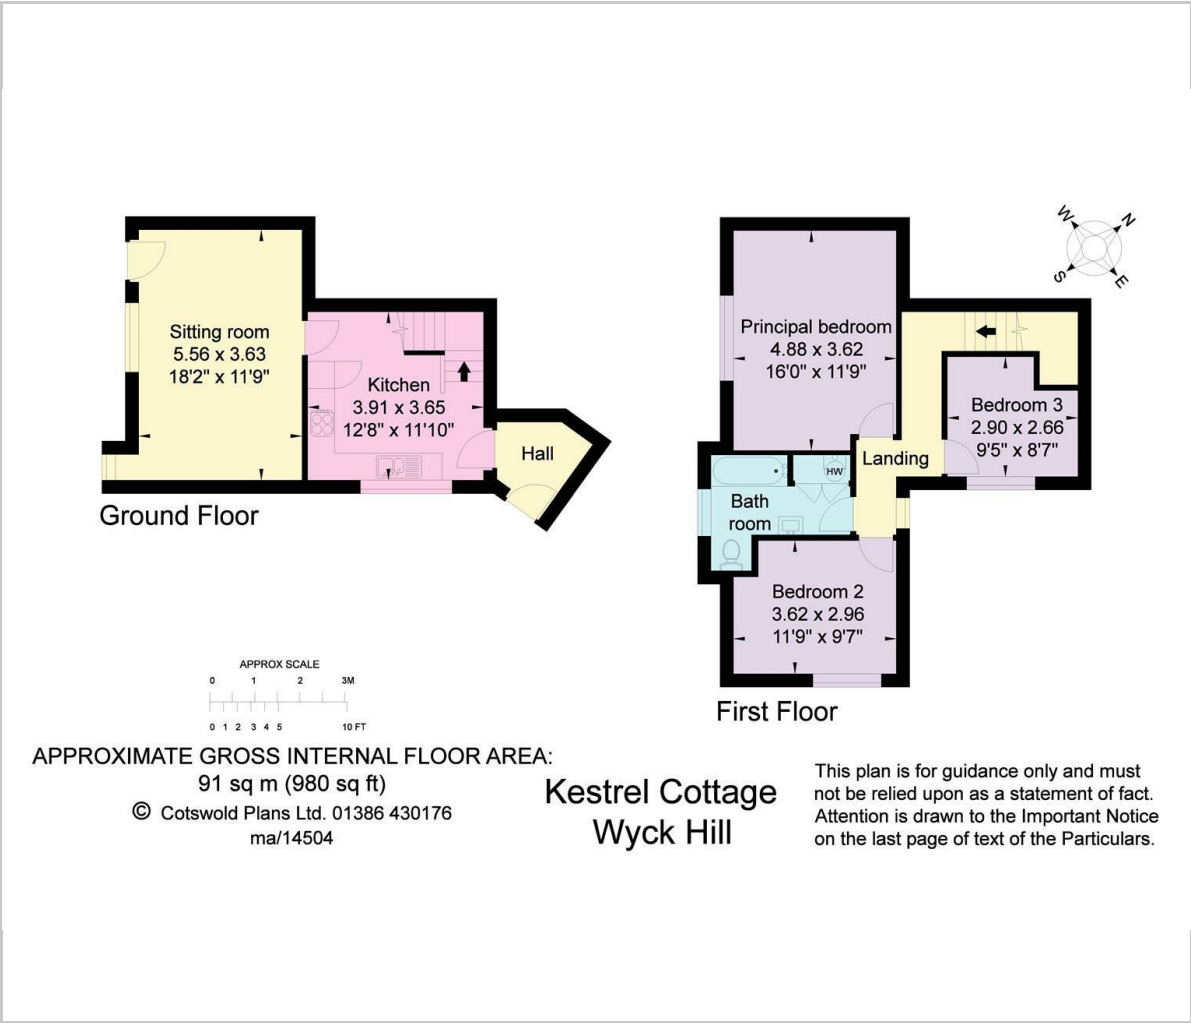 Sitting room
5.56 x 3.63
18'2" x 11'9"
Kitchen
3.91 x 3.65
12'8" x 11'10"
Hall
Ground Floor
W
N
S
E
Principal bedroom
4.88 x 3.62
16'0" x 11'9"
Bedroom 3
2.90 x 2.66
9'5" x 8'7"
Landing
HW
Bath
room
Bedroom 2
3.62 x 2.96
11'9" x 9'7"
First Floor
APPROX SCALE
0 1 2 3M
0 1 2 3 4 5 10 FT
APPROXIMATE GROSS INTERNAL FLOOR AREA:
91 sq m (980 sq ft)
© Cotswold Plans Ltd. 01386 430176
ma/14504
Kestrel Cottage
Wyck Hill
This plan is for guidance only and must
not be relied upon as a statement of fact.
Attention is drawn to the Important Notice
on the last page of text of the Particulars.